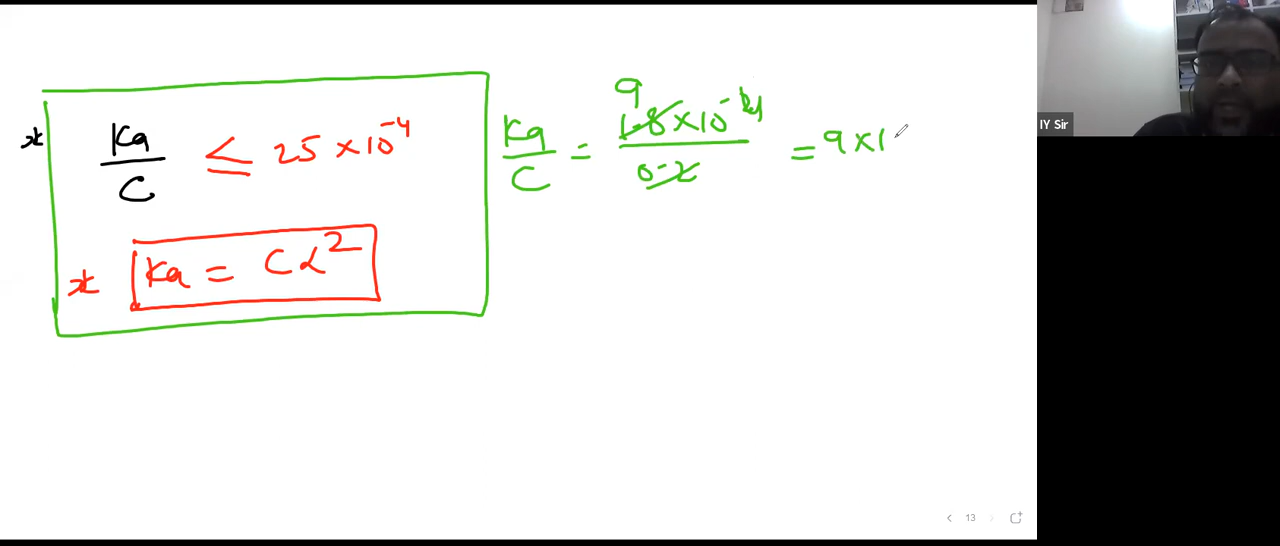 * Ka/C ≤ 25 × 10⁻⁴
* Ka = Cα²
9
Ka/C = 1.8 × 10⁻⁴/0.2 = 9 × 1
IY Sir
13